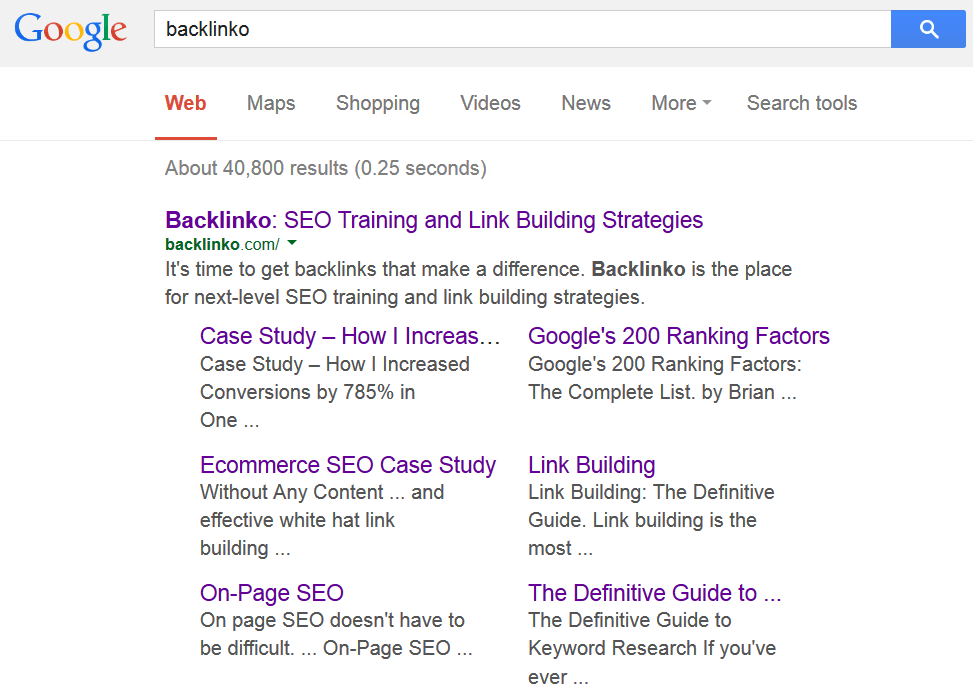 Google
backlinko
Web Maps Shopping Videos News More Search tools
About 40,800 results (0.25 seconds)
Backlinko: SEO Training and Link Building Strategies
backlinko.com/
It's time to get backlinks that make a difference. Backlinko is the place
for next-level SEO training and link building strategies.
Case Study – How I Increas…
Case Study – How I Increased
Conversions by 785% in
One ...
Google's 200 Ranking Factors
Google's 200 Ranking Factors:
The Complete List. by Brian ...
Ecommerce SEO Case Study
Without Any Content ... and
effective white hat link
building ...
Link Building
Link Building: The Definitive
Guide. Link building is the
most ...
On-Page SEO
On page SEO doesn't have to
be difficult. ... On-Page SEO ...
The Definitive Guide to ...
The Definitive Guide to
Keyword Research If you've
ever ...